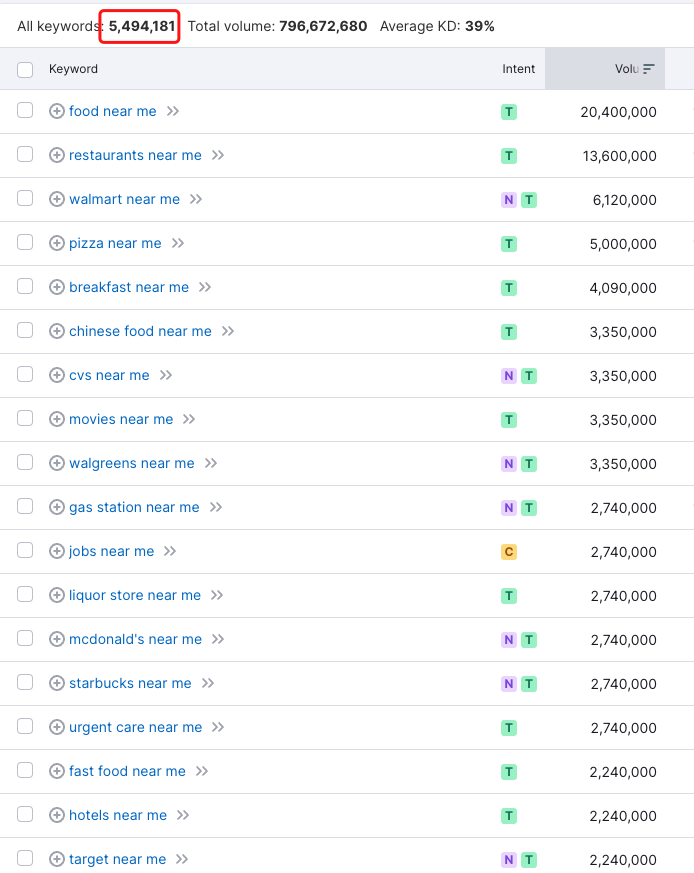 All keywords: 5,494,181 Total volume: 796,672,680 Average KD: 39%
Keyword Intent Volu
food near me T 20,400,000
restaurants near me T 13,600,000
walmart near me N T 6,120,000
pizza near me T 5,000,000
breakfast near me T 4,090,000
chinese food near me T 3,350,000
cvs near me N T 3,350,000
movies near me T 3,350,000
walgreens near me N T 3,350,000
gas station near me N T 2,740,000
jobs near me C 2,740,000
liquor store near me T 2,740,000
mcdonald's near me N T 2,740,000
starbucks near me N T 2,740,000
urgent care near me T 2,740,000
fast food near me T 2,240,000
hotels near me T 2,240,000
target near me N T 2,240,000